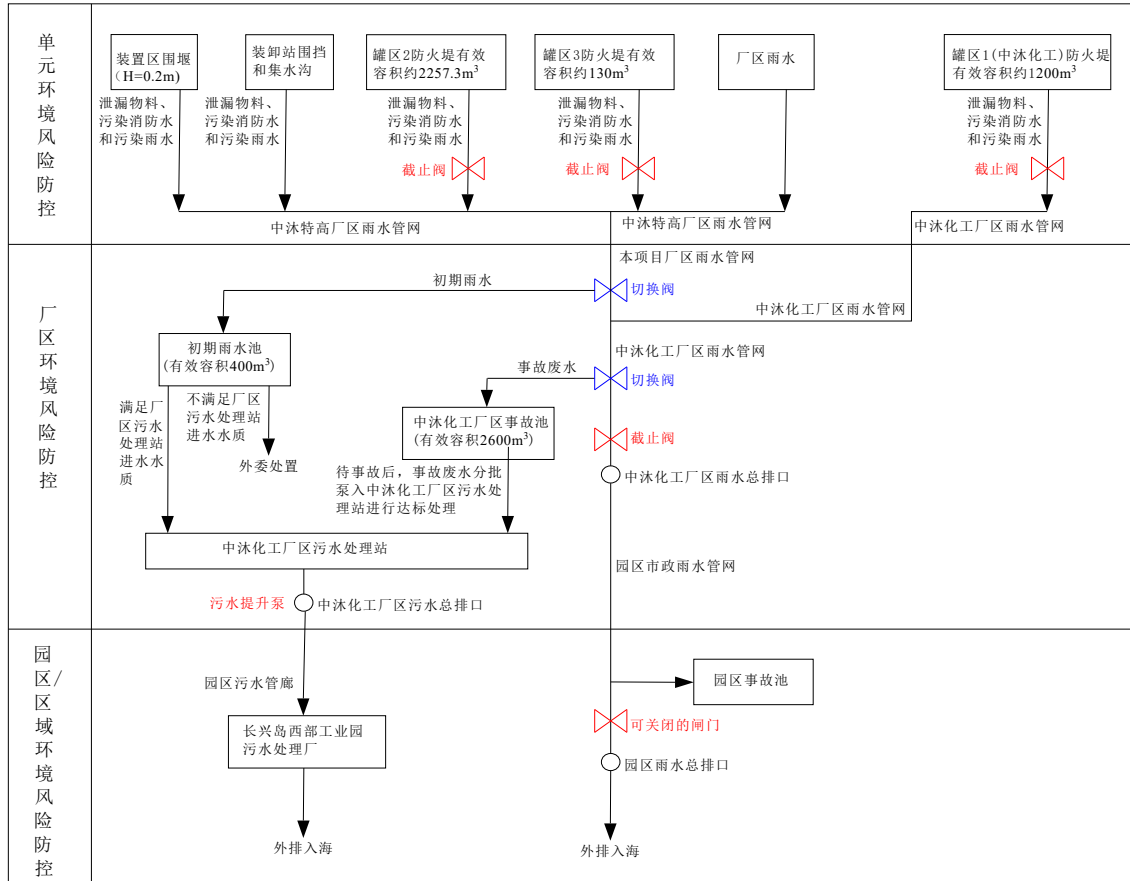 单
元
环
境
风
险
防
控
装置区围堰
（H=0.2m)
装卸站围挡
和集水沟
罐区2防火堤有效
容积约2257.3m³
罐区3防火堤有效
容积约130m³
厂区雨水
罐区1(中沐化工)防火堤
有效容积约1200m³
泄漏物料、
污染消防水
和污染雨水
泄漏物料、
污染消防水
和污染雨水
泄漏物料、
污染消防水
和污染雨水
泄漏物料、
污染消防水
和污染雨水
泄漏物料、
污染消防水
和污染雨水
截止阀
截止阀
截止阀
中沐特高厂区雨水管网
中沐特高厂区雨水管网
中沐化工厂区雨水管网
厂
区
环
境
风
险
防
控
本项目厂区雨水管网
初期雨水
切换阀
中沐化工厂区雨水管网
初期雨水池
(有效容积400m³)
中沐化工厂区雨水管网
事故废水
切换阀
满足厂
区污水
处理站
进水水
质
不满足厂区
污水处理站
进水水质
外委处置
中沐化工厂区事故池
(有效容积2600m³)
截止阀
待事故后，事故废水分批
泵入中沐化工厂区污水处
理站进行达标处理
中沐化工厂区雨水总排口
中沐化工厂区污水处理站
园区市政雨水管网
污水提升泵
中沐化工厂区污水总排口
园
区/
区
域
环
境
风
险
防
控
园区污水管廊
园区事故池
长兴岛西部工业园
污水处理厂
可关闭的闸门
园区雨水总排口
外排入海
外排入海